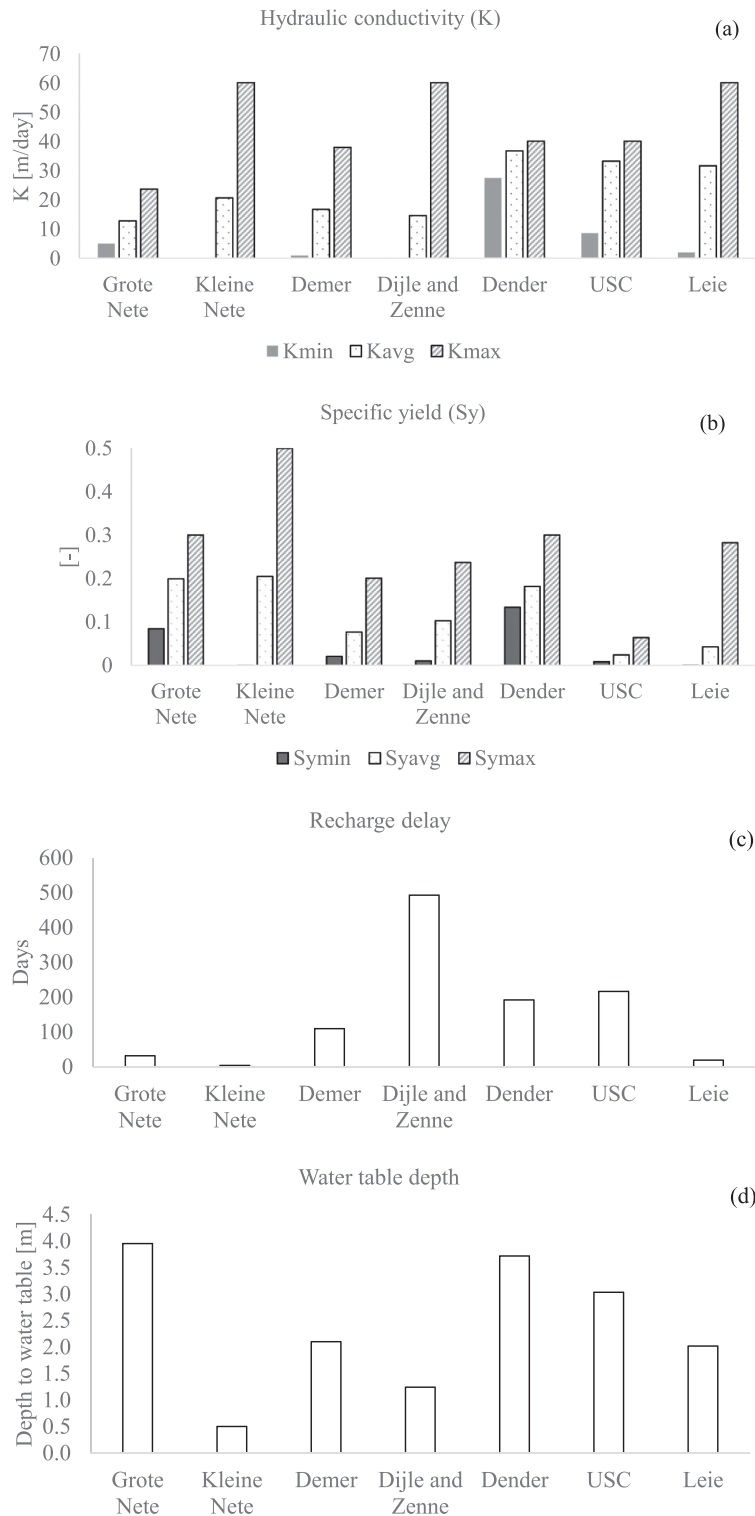 Hydraulic conductivity (K)
(a)
K [m/day]
70
60
50
40
30
20
10
0
Grote Nete
Kleine Nete
Demer
Dijle and Zenne
Dender
USC
Leie
Kmin Kavg Kmax
Specific yield (Sy)
(b)
[-]
0.5
0.4
0.3
0.2
0.1
0
Grote Nete
Kleine Nete
Demer
Dijle and Zenne
Dender
USC
Leie
Symin Syavg Symax
Recharge delay
(c)
Days
600
500
400
300
200
100
0
Grote Nete
Kleine Nete
Demer
Dijle and Zenne
Dender
USC
Leie
Water table depth
(d)
Depth to water table [m]
4.5
4.0
3.5
3.0
2.5
2.0
1.5
1.0
0.5
0.0
Grote Nete
Kleine Nete
Demer
Dijle and Zenne
Dender
USC
Leie